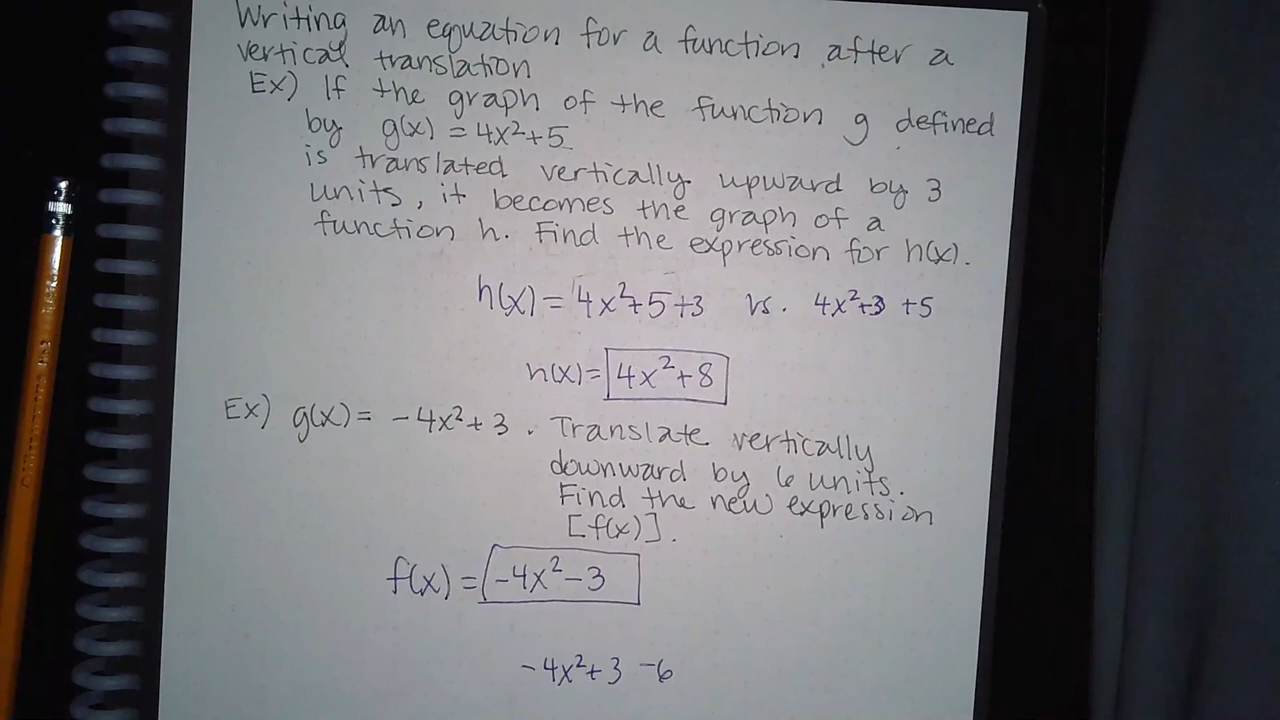 Writing an equation for a function after a
vertical translation
Ex) If the graph of the function g defined
by g(x) = 4x²+5
is translated vertically upward by 3
units, it becomes the graph of a
function h. Find the expression for h(x).
h(x) = 4x²+5+3 vs. 4x²+3 +5
h(x) = 4x²+8
Ex) g(x) = -4x²+3. Translate vertically
downward by 6 units.
Find the new expression
[f(x)].
f(x) = -4x²-3
-4x²+3 -6